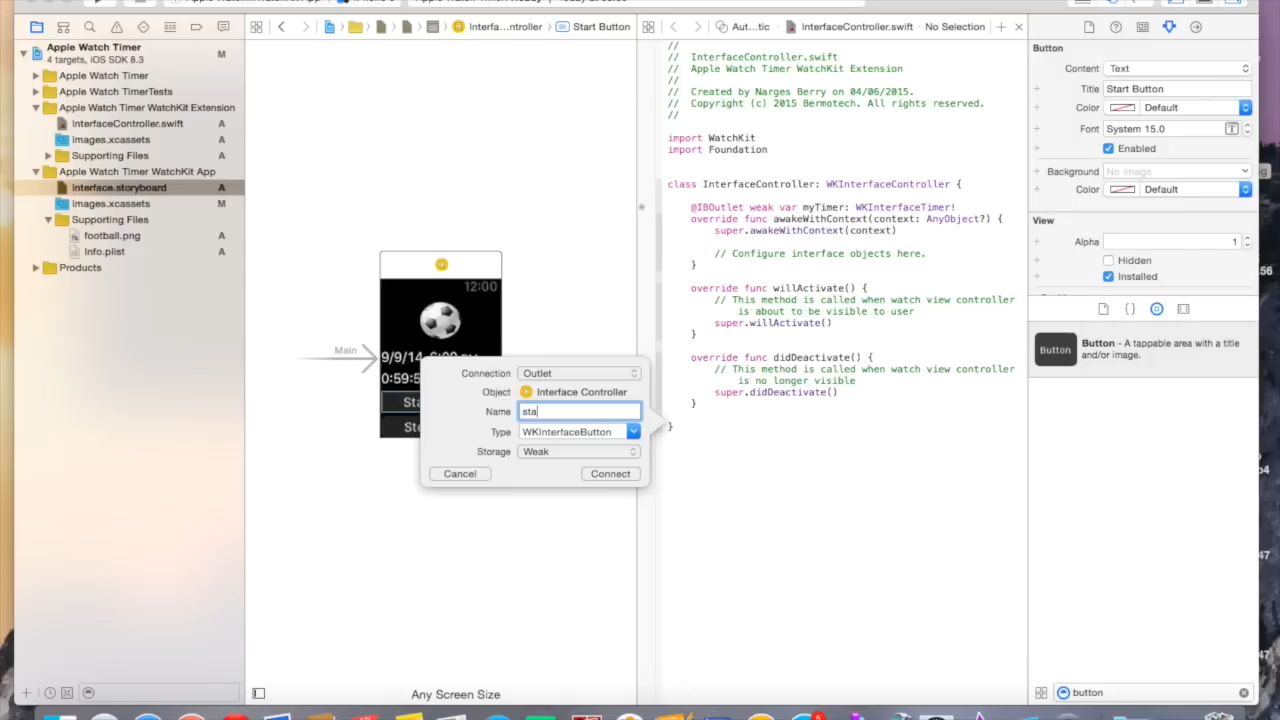 Interfa...ntroller
Start Button
Aut...tic
InterfaceController.swift
No Selection
Apple Watch Timer
M
4 targets, iOS SDK 8.3
Apple Watch Timer
Apple Watch TimerTests
Apple Watch Timer WatchKit Extension
InterfaceController.swift
A
Images.xcassets
A
Supporting Files
A
Apple Watch Timer WatchKit App
Interface.storyboard
A
Images.xcassets
M
Supporting Files
football.png
A
Info.plist
A
Products
12:00
Main
9/9/14
0:59:5
Sta
Sto
Connection
Outlet
Object
Interface Controller
Name
sta
Type
WKInterfaceButton
Storage
Weak
Cancel
Connect
Any Screen Size
//
// InterfaceController.swift
// Apple Watch Timer WatchKit Extension
//
// Created by Narges Berry on 04/06/2015.
// Copyright (c) 2015 Bermotech. All rights reserved.
//
import WatchKit
import Foundation
class InterfaceController: WKInterfaceController {
@IBOutlet weak var myTimer: WKInterfaceTimer!
override func awakeWithContext(context: AnyObject?) {
super.awakeWithContext(context)
// Configure interface objects here.
}
override func willActivate() {
// This method is called when watch view controller
is about to be visible to user
super.willActivate()
}
override func didDeactivate() {
// This method is called when watch view controller
is no longer visible
super.didDeactivate()
}
}
Button
Content
Text
Title
Start Button
Color
Default
Font
System 15.0
T
Enabled
Background
No Image
Color
Default
View
Alpha
1
Hidden
Installed
Button
Button - A tappable area with a title
and/or image.
button
56
47
47